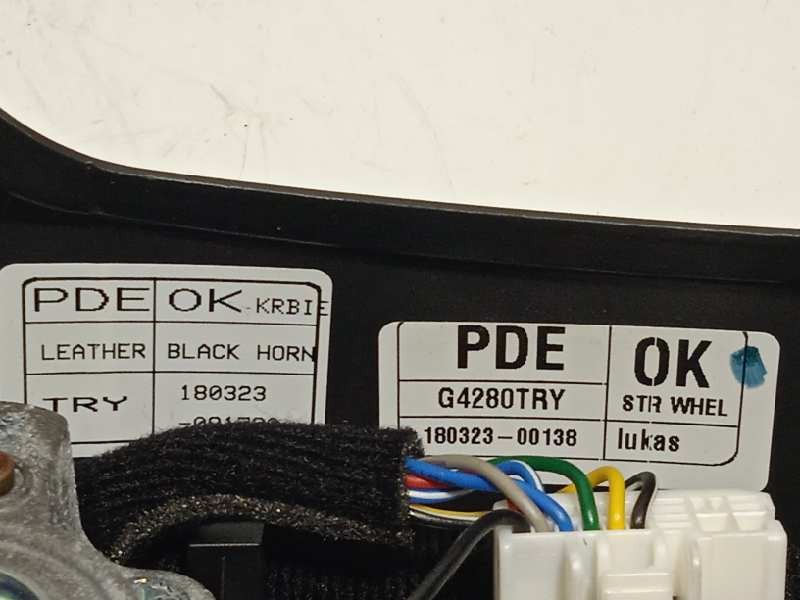 PDE OK -KRBIE
LEATHER BLACK HORN
TRY 180323
PDE OK
G4280TRY STR WHEL
180323-00138 lukas